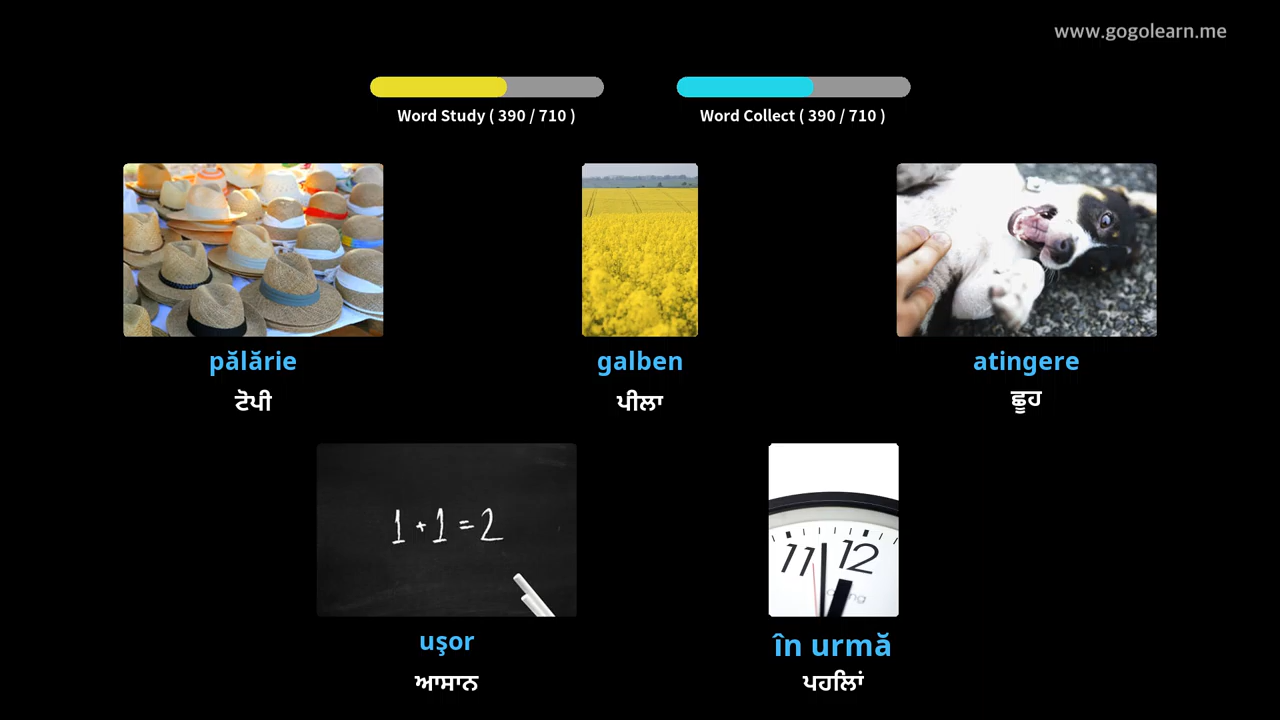 www.gogolearn.me
Word Study ( 390 / 710 )
Word Collect ( 390 / 710 )
pălărie
galben
atingere
ਟੋਪੀ
ਪੀਲਾ
ਛੂਹ
1 + 1 = 2
11 12
uşor
în urmă
ਆਸਾਨ
ਪਹਲਿਾਂ